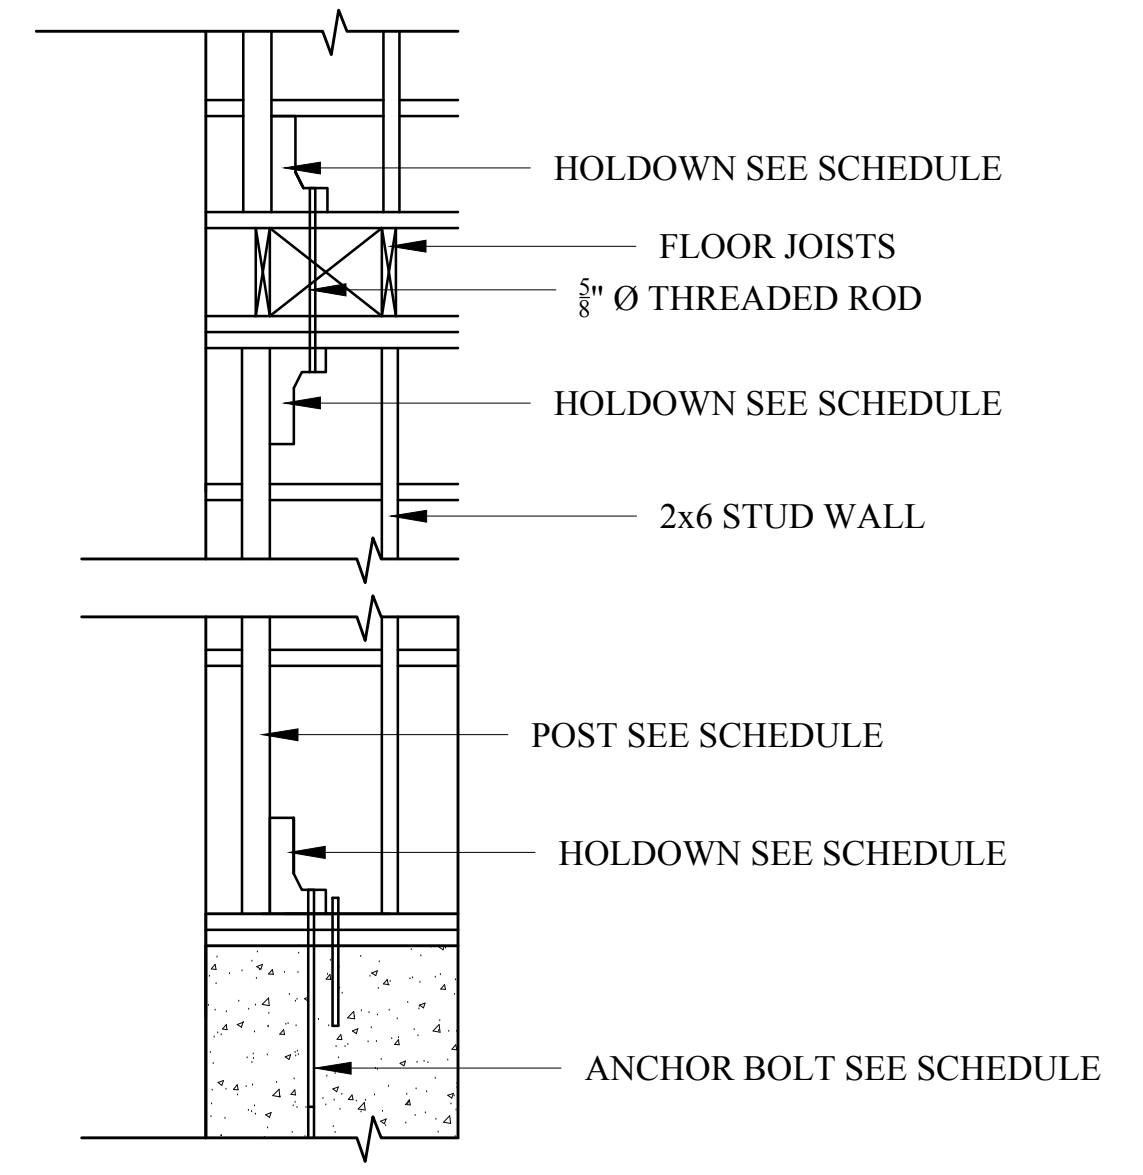 HOLDOWN SEE SCHEDULE
FLOOR JOISTS
5/8" Ø THREADED ROD
HOLDOWN SEE SCHEDULE
2x6 STUD WALL
POST SEE SCHEDULE
HOLDOWN SEE SCHEDULE
ANCHOR BOLT SEE SCHEDULE